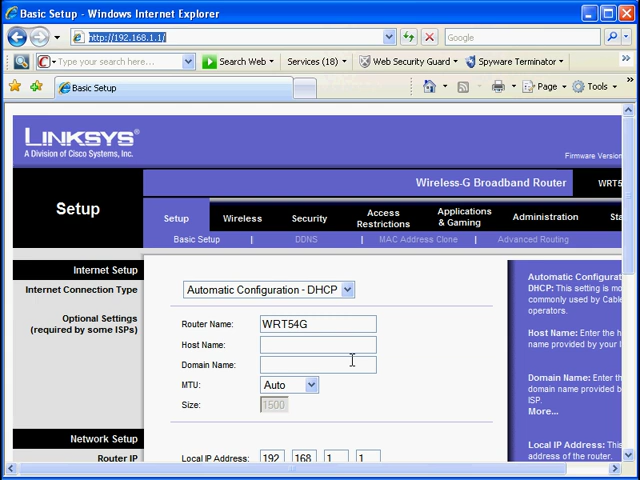 Basic Setup - Windows Internet Explorer
http://192.168.1.1/
Google
Type your search here...
Search Web
Services (18)
Web Security Guard
Spyware Terminator
Basic Setup
Page
Tools
LINKSYS®
A Division of Cisco Systems, Inc.
Firmware Version
Wireless-G Broadband Router
WRT5
Setup
Setup
Wireless
Security
Access Restrictions
Applications & Gaming
Administration
Sta
Basic Setup | DDNS | MAC Address Clone | Advanced Routing
Internet Setup
Internet Connection Type
Automatic Configuration - DHCP
Optional Settings
(required by some ISPs)
Router Name: WRT54G
Host Name:
Domain Name:
MTU: Auto
Size: 1500
Network Setup
Router IP
Local IP Address: 192 168 1 1
Automatic Configurat
DHCP: This setting is mo
commonly used by Cable
operators.
Host Name: Enter the h
name provided by your I
Domain Name: Enter th
domain name provided b
ISP.
More...
Local IP Address: This
address of the router.